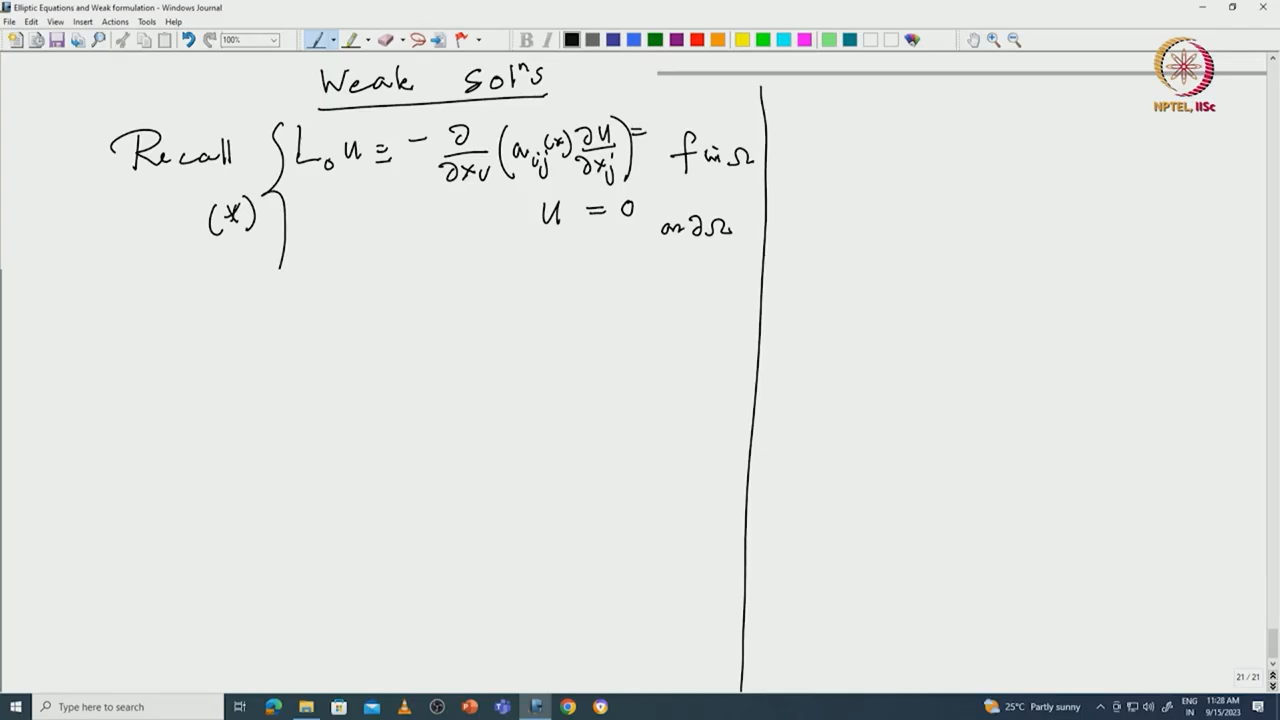 Elliptic Equations and Weak formulation - Windows Journal
File Edit View Insert Actions Tools Help
100%
B I
NPTEL, IISc
Weak Solⁿs
Recall { L₀ u ≡ - ∂/∂xᵢ (aᵢⱼ(x) ∂u/∂xⱼ) = f in Ω
(*) u = 0 on ∂Ω
21 / 21
Type here to search
25°C Partly sunny
ENG
IN
11:28 AM
9/15/2023